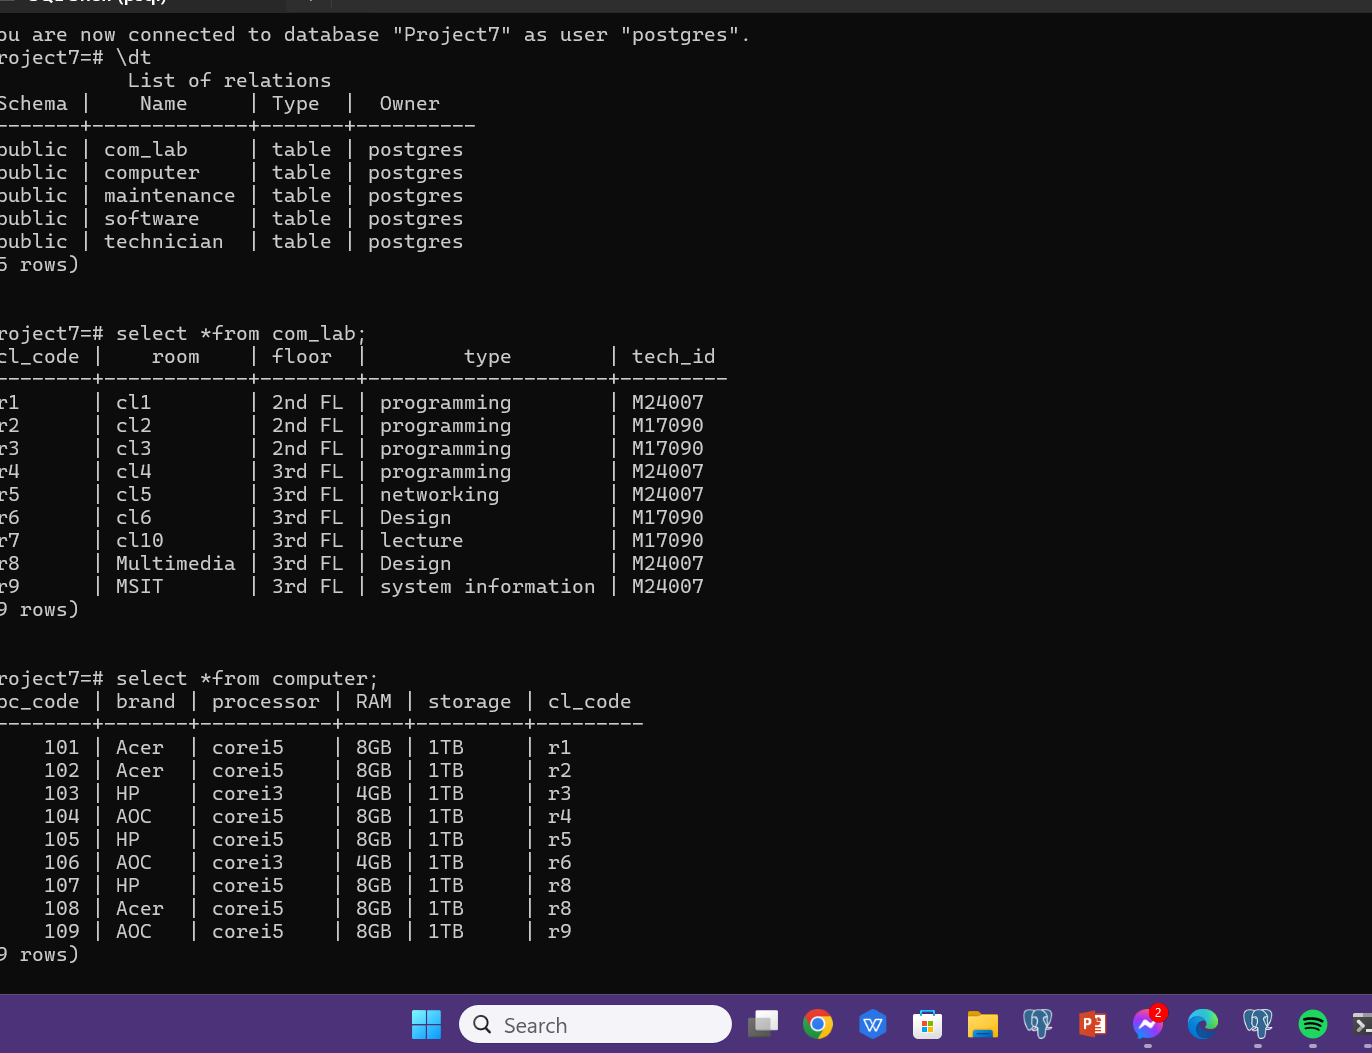 ou are now connected to database "Project7" as user "postgres".
roject7=# \dt
List of relations
Schema | Name | Type | Owner
--------+-------------+-------+----------
public | com_lab | table | postgres
public | computer | table | postgres
public | maintenance | table | postgres
public | software | table | postgres
public | technician | table | postgres
5 rows)
roject7=# select *from com_lab;
cl_code | room | floor | type | tech_id
---------+------------+--------+--------------------+---------
r1 | cl1 | 2nd FL | programming | M24007
r2 | cl2 | 2nd FL | programming | M17090
r3 | cl3 | 2nd FL | programming | M17090
r4 | cl4 | 3rd FL | programming | M24007
r5 | cl5 | 3rd FL | networking | M24007
r6 | cl6 | 3rd FL | Design | M17090
r7 | cl10 | 3rd FL | lecture | M17090
r8 | Multimedia | 3rd FL | Design | M24007
r9 | MSIT | 3rd FL | system information | M24007
9 rows)
roject7=# select *from computer;
pc_code | brand | processor | RAM | storage | cl_code
---------+-------+-----------+-----+---------+---------
101 | Acer | corei5 | 8GB | 1TB | r1
102 | Acer | corei5 | 8GB | 1TB | r2
103 | HP | corei3 | 4GB | 1TB | r3
104 | AOC | corei5 | 8GB | 1TB | r4
105 | HP | corei5 | 8GB | 1TB | r5
106 | AOC | corei3 | 4GB | 1TB | r6
107 | HP | corei5 | 8GB | 1TB | r8
108 | Acer | corei5 | 8GB | 1TB | r8
109 | AOC | corei5 | 8GB | 1TB | r9
9 rows)
Search
2